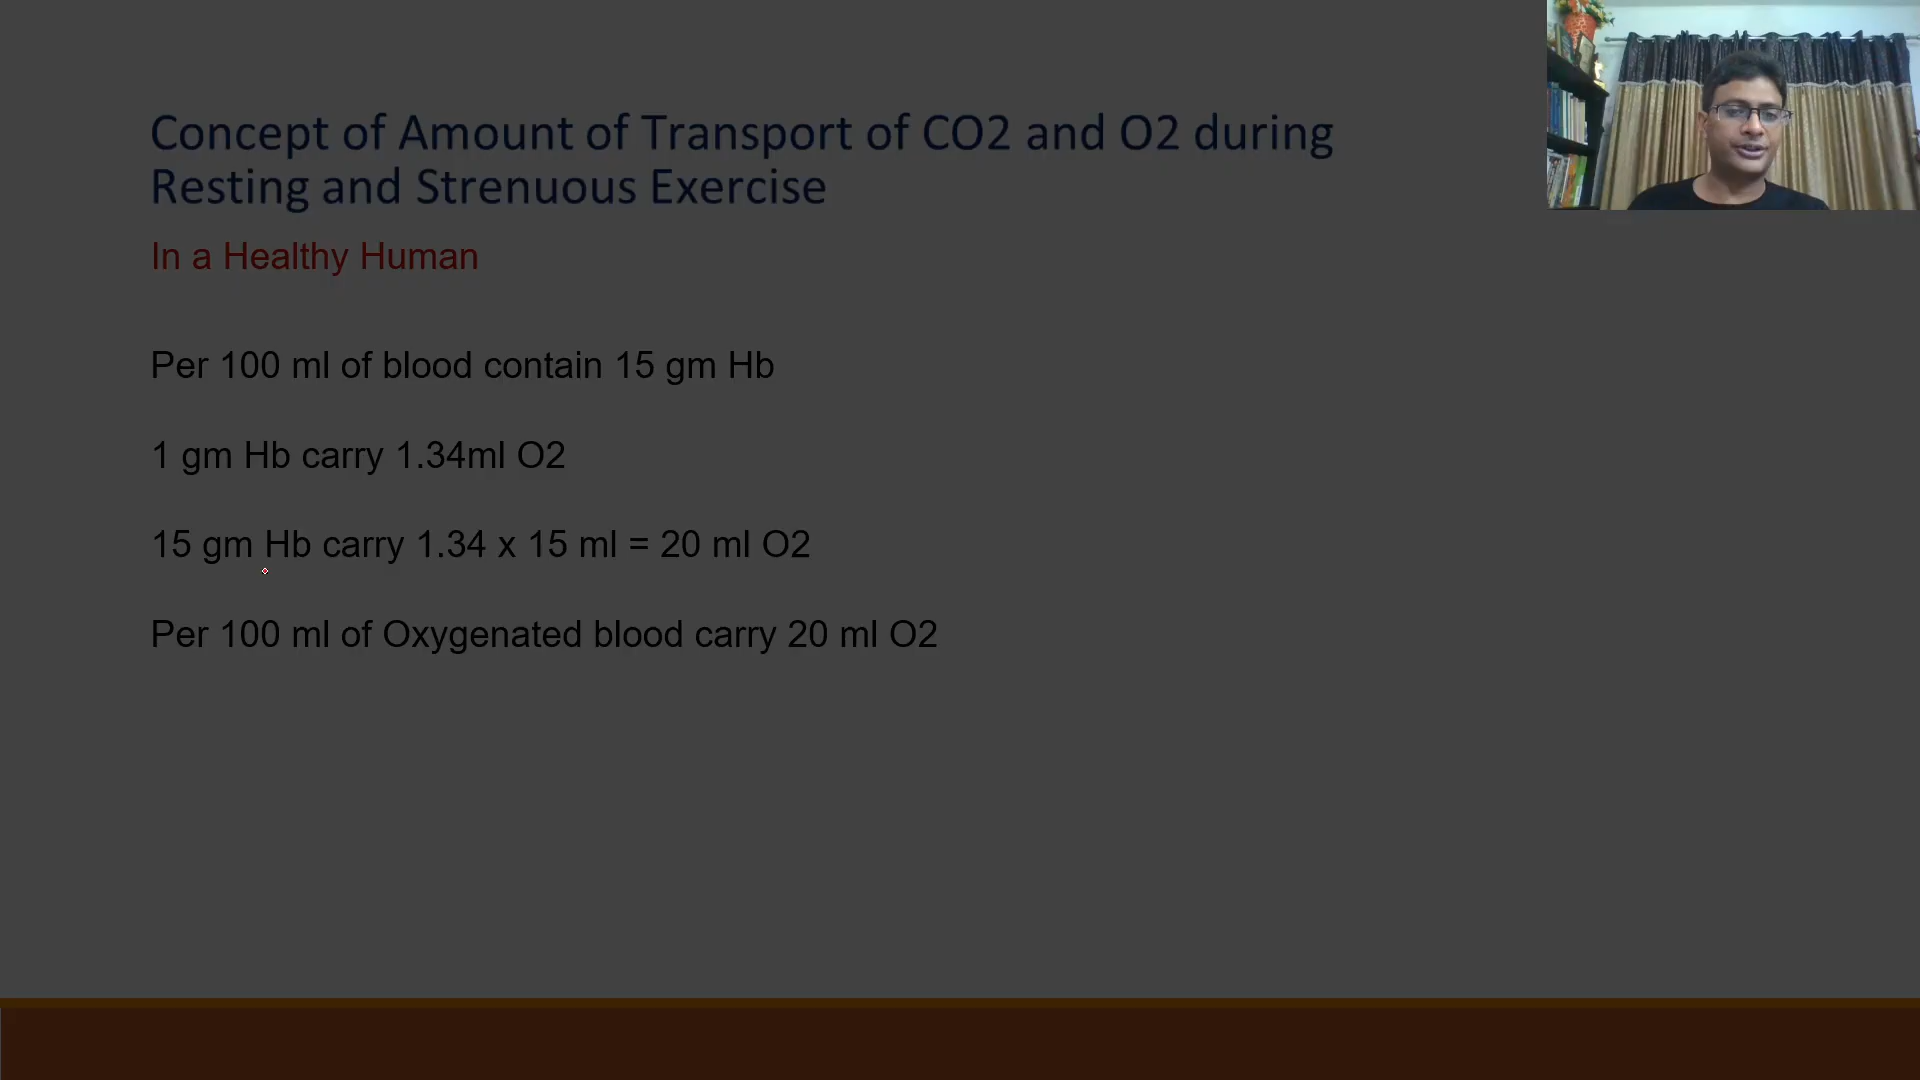 Concept of Amount of Transport of CO2 and O2 during
Resting and Strenuous Exercise
In a Healthy Human
Per 100 ml of blood contain 15 gm Hb
1 gm Hb carry 1.34ml O2
15 gm Hb carry 1.34 x 15 ml = 20 ml O2
Per 100 ml of Oxygenated blood carry 20 ml O2